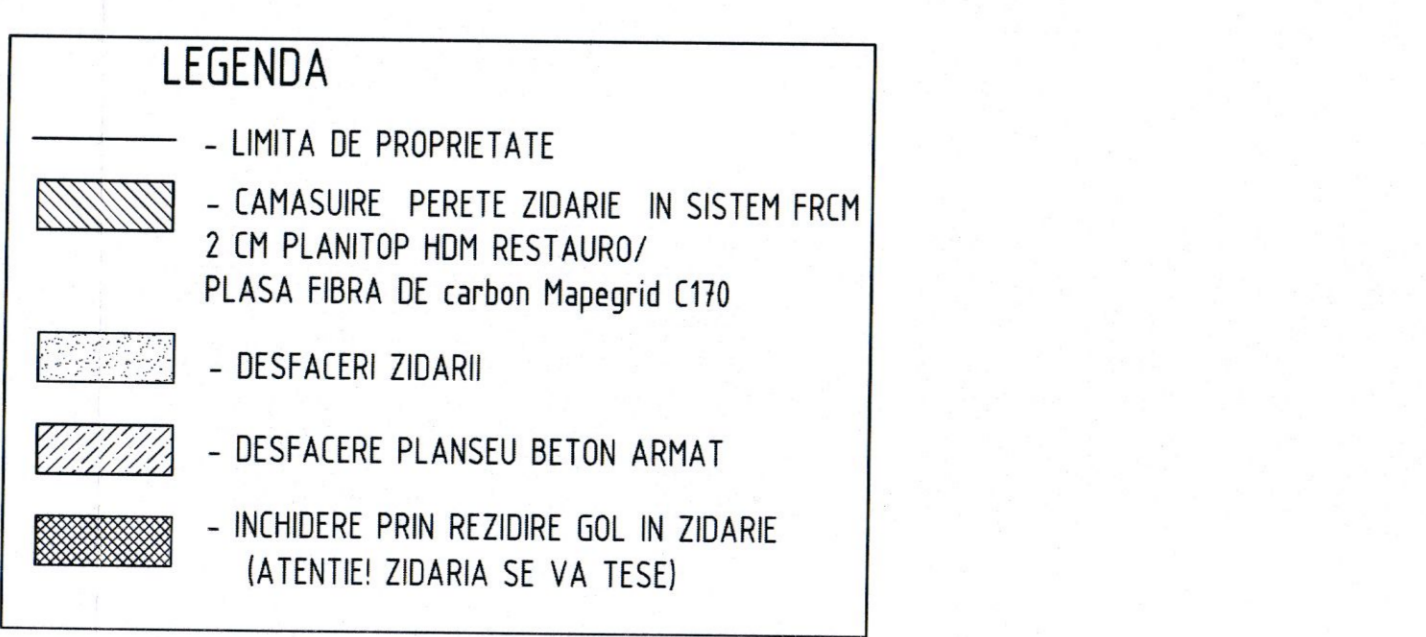 LEGENDA
- LIMITA DE PROPRIETATE
- CAMASUIRE PERETE ZIDARIE IN SISTEM FRCM
2 CM PLANITOP HDM RESTAURO/
PLASA FIBRA DE carbon Mapegrid C170
- DESFACERI ZIDARII
- DESFACERE PLANSEU BETON ARMAT
- INCHIDERE PRIN REZIDIRE GOL IN ZIDARIE
(ATENTIE! ZIDARIA SE VA TESE)